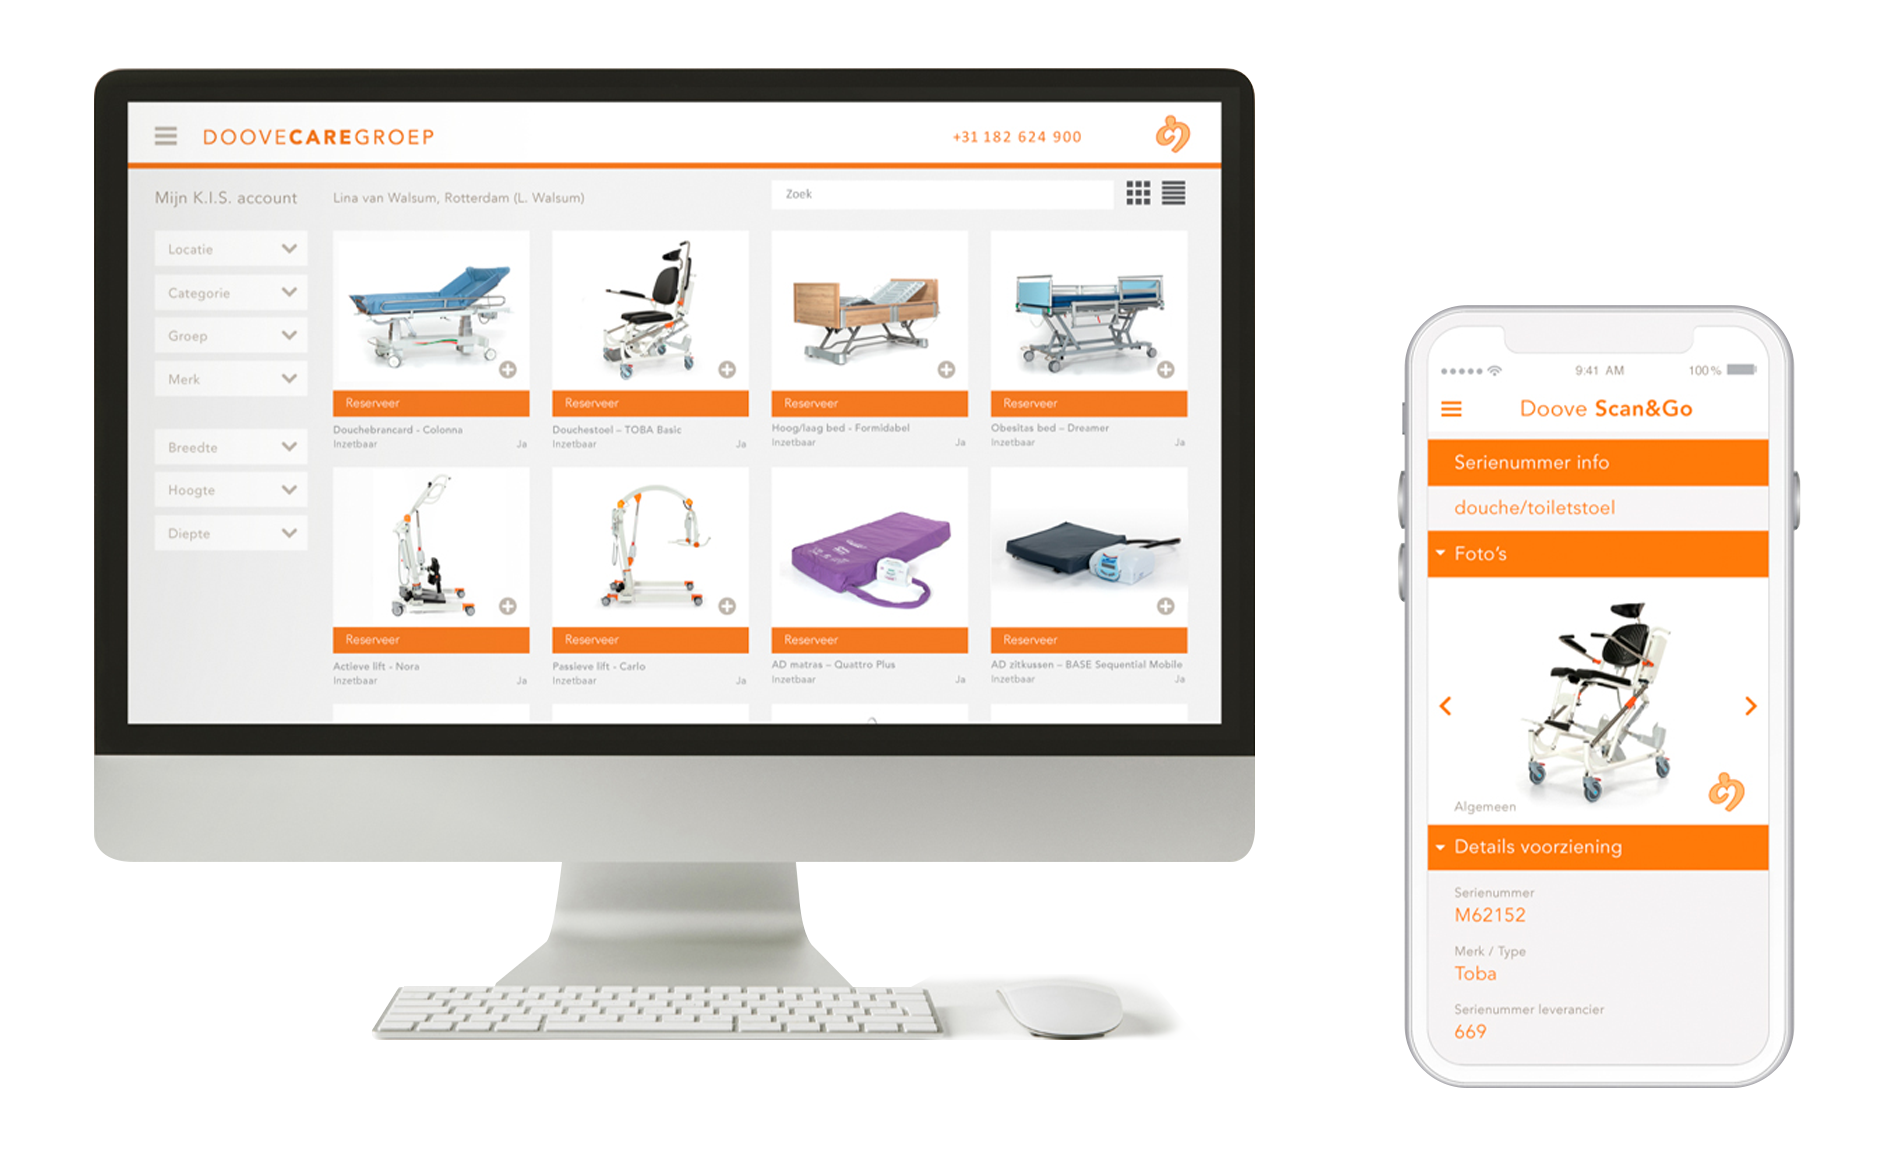 DOOVECAREGROEP
+31 182 624 900
Mijn K.I.S. account
Lina van Walsum, Rotterdam (L. Walsum)
Zoek
Locatie
Categorie
Groep
Merk
Breedte
Hoogte
Diepte
Reserveer
Reserveer
Reserveer
Reserveer
Douchebrancard - Colonna
Inzetbaar Ja
Douchestoel – TOBA Basic
Inzetbaar Ja
Hoog/laag bed - Formidabel
Inzetbaar Ja
Obesitas bed – Dreamer
Inzetbaar Ja
Reserveer
Reserveer
Reserveer
Reserveer
Actieve lift - Nora
Inzetbaar Ja
Passieve lift - Carlo
Inzetbaar Ja
AD matras – Quattro Plus
Inzetbaar Ja
AD zitkussen – BASE Sequential Mobile
Inzetbaar Ja
9:41 AM
100%
Doove Scan&Go
Serienummer info
douche/toiletstoel
Foto's
Algemeen
Details voorziening
Serienummer
M62152
Merk / Type
Toba
Serienummer leverancier
669